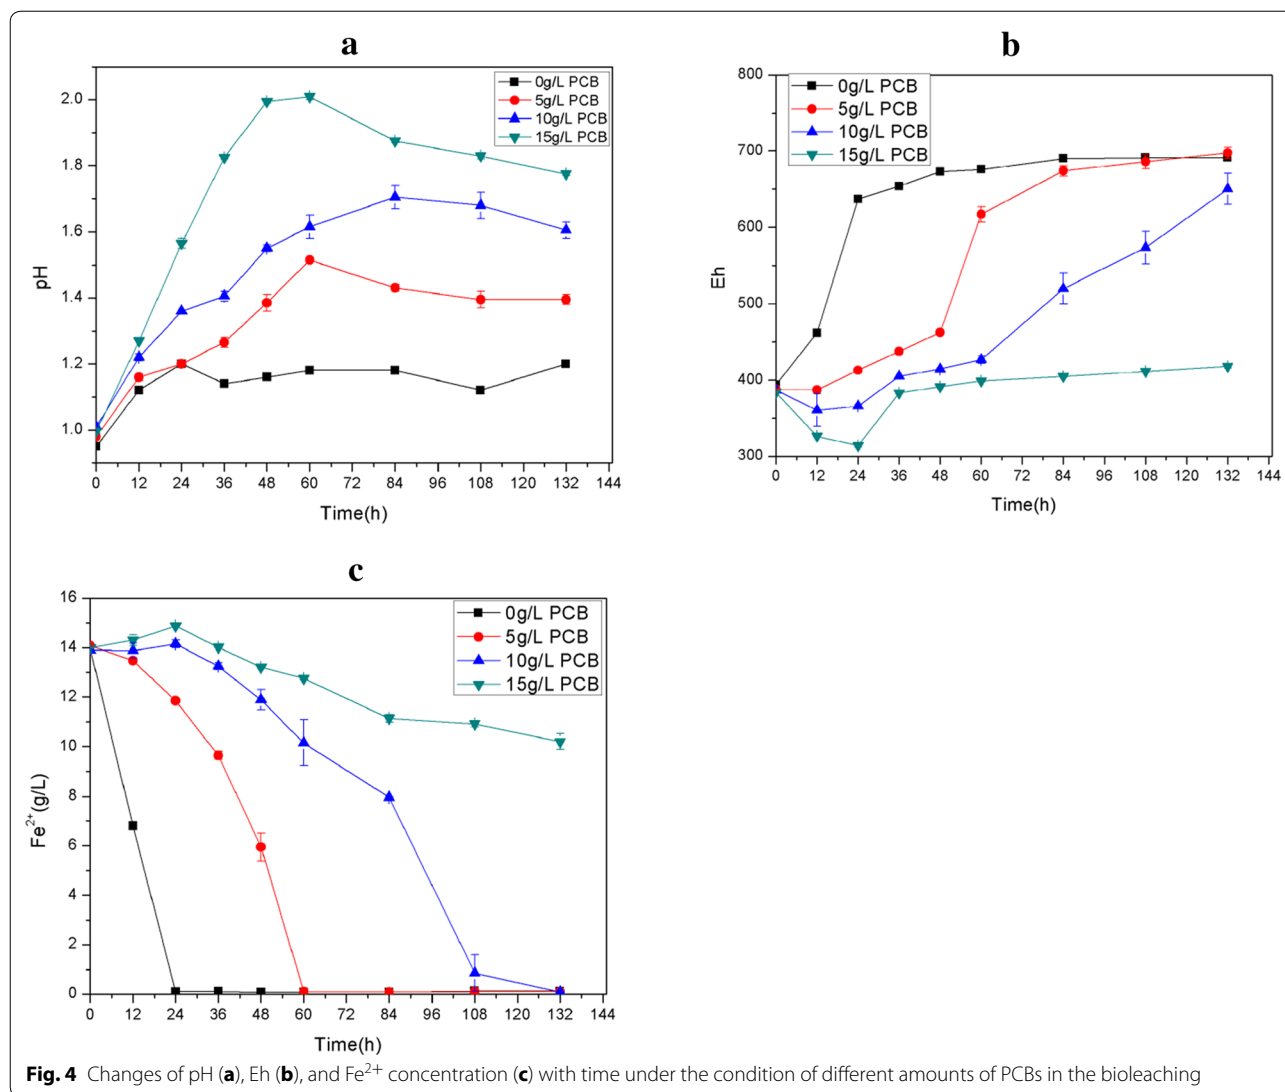 a
2.0
1.8
1.6
1.4
1.2
1.0
pH
0g/L PCB
5g/L PCB
10g/L PCB
15g/L PCB
0 12 24 36 48 60 72 84 96 108 120 132 144
Time(h)
b
800
700
600
500
400
300
Eh
0g/L PCB
5g/L PCB
10g/L PCB
15g/L PCB
0 12 24 36 48 60 72 84 96 108 120 132 144
Time(h)
c
16
14
12
10
8
6
4
2
0
Fe²⁺(g/L)
0g/L PCB
5g/L PCB
10g/L PCB
15g/L PCB
0 12 24 36 48 60 72 84 96 108 120 132 144
Time(h)
Fig. 4 Changes of pH (a), Eh (b), and Fe²⁺ concentration (c) with time under the condition of different amounts of PCBs in the bioleaching